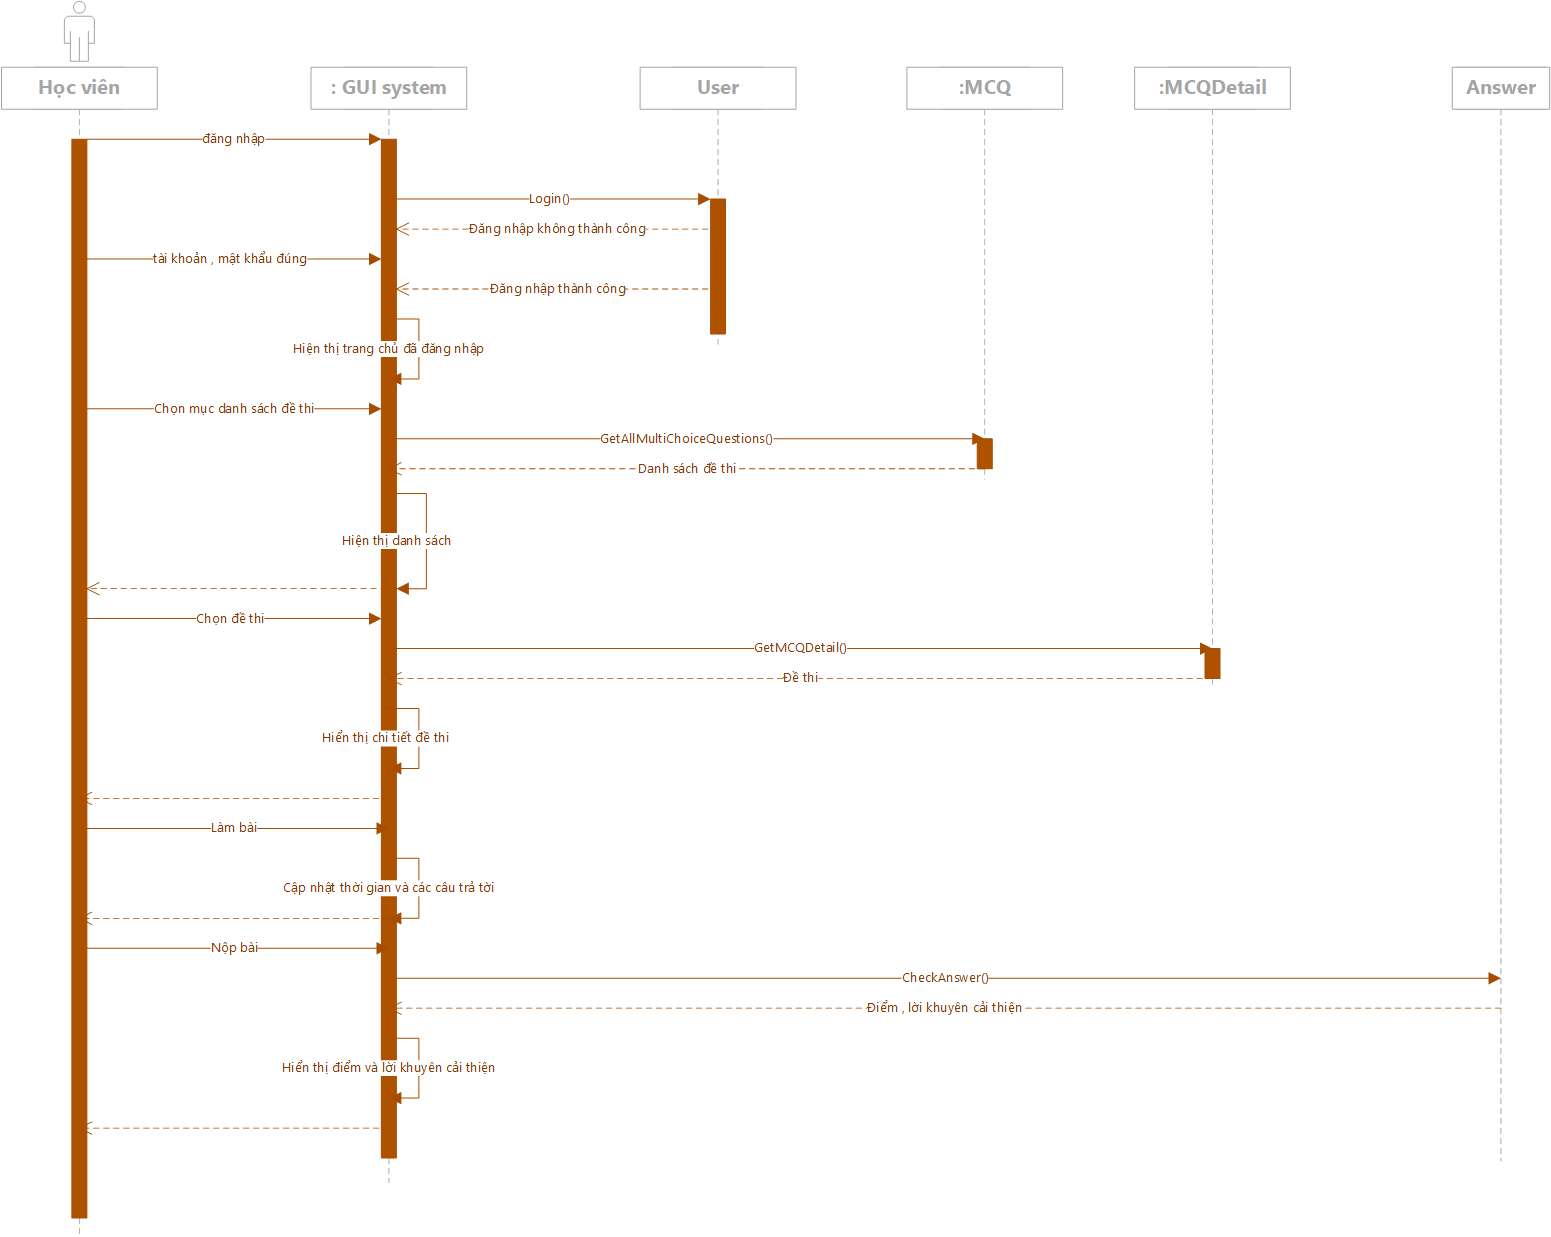 Học viên
: GUI system
User
:MCQ
:MCQDetail
Answer
đăng nhập
Login()
Đăng nhập không thành công
tài khoản , mật khẩu đúng
Đăng nhập thành công
Hiện thị trang chủ đã đăng nhập
Chọn mục danh sách đề thi
GetAllMultiChoiceQuestions()
Danh sách đề thi
Hiện thị danh sách
Chọn đề thi
GetMCQDetail()
Đề thi
Hiển thị chi tiết đề thi
Làm bài
Cập nhật thời gian và các câu trả tời
Nộp bài
CheckAnswer()
Điểm , lời khuyên cải thiện
Hiển thị điểm và lời khuyên cải thiện